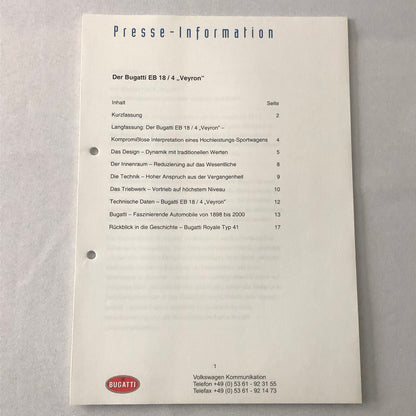 Presse-Information
Der Bugatti EB 18 / 4 „Veyron”
Inhalt Seite
Kurzfassung 2
Langfassung: Der Bugatti EB 18 / 4 „Veyron” –
Kompromißlose Interpretation eines Hochleistungs-Sportwagens 4
Das Design – Dynamik mit traditionellen Werten 5
Der Innenraum – Reduzierung auf das Wesentliche 8
Die Technik – Hoher Anspruch aus der Vergangenheit 9
Das Triebwerk – Vortrieb auf höchstem Niveau 10
Technische Daten – Bugatti EB 18 / 4 „Veyron” 12
Bugatti – Faszinierende Automobile von 1898 bis 2000 13
Rückblick in die Geschichte – Bugatti Royale Typ 41 17
1
BUGATTI
Volkswagen Kommunikation
Telefon +49 (0) 53 61 - 92 31 55
Telefax +49 (0) 53 61 - 92 14 73